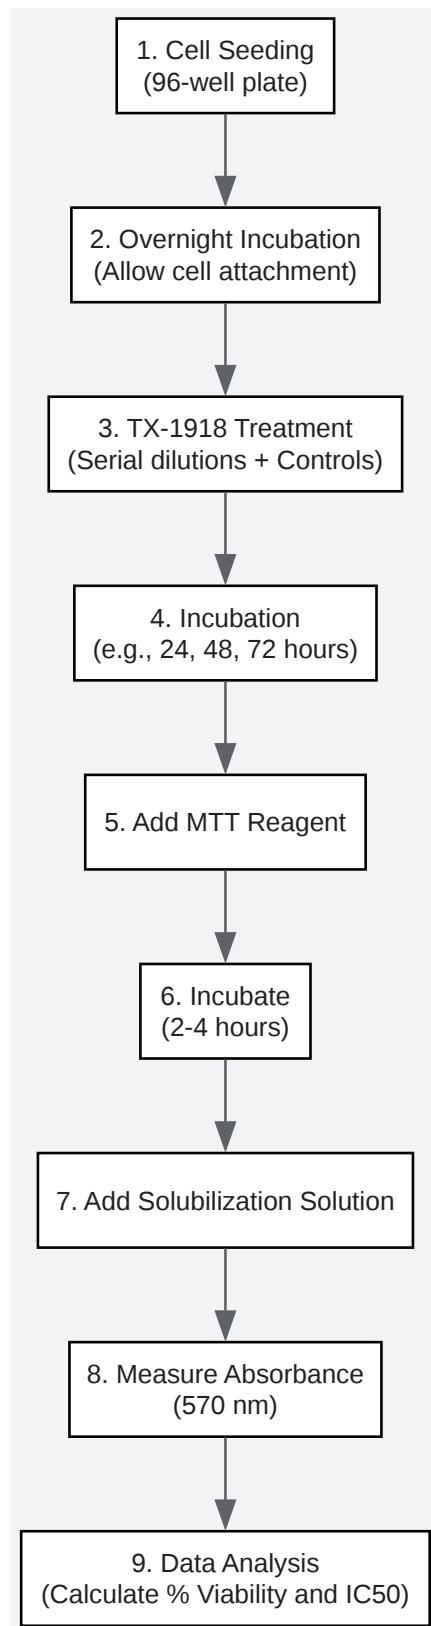 1. Cell Seeding
(96-well plate)
2. Overnight Incubation
(Allow cell attachment)
3. TX-1918 Treatment
(Serial dilutions + Controls)
4. Incubation
(e.g., 24, 48, 72 hours)
5. Add MTT Reagent
6. Incubate
(2-4 hours)
7. Add Solubilization Solution
8. Measure Absorbance
(570 nm)
9. Data Analysis
(Calculate % Viability and IC50)